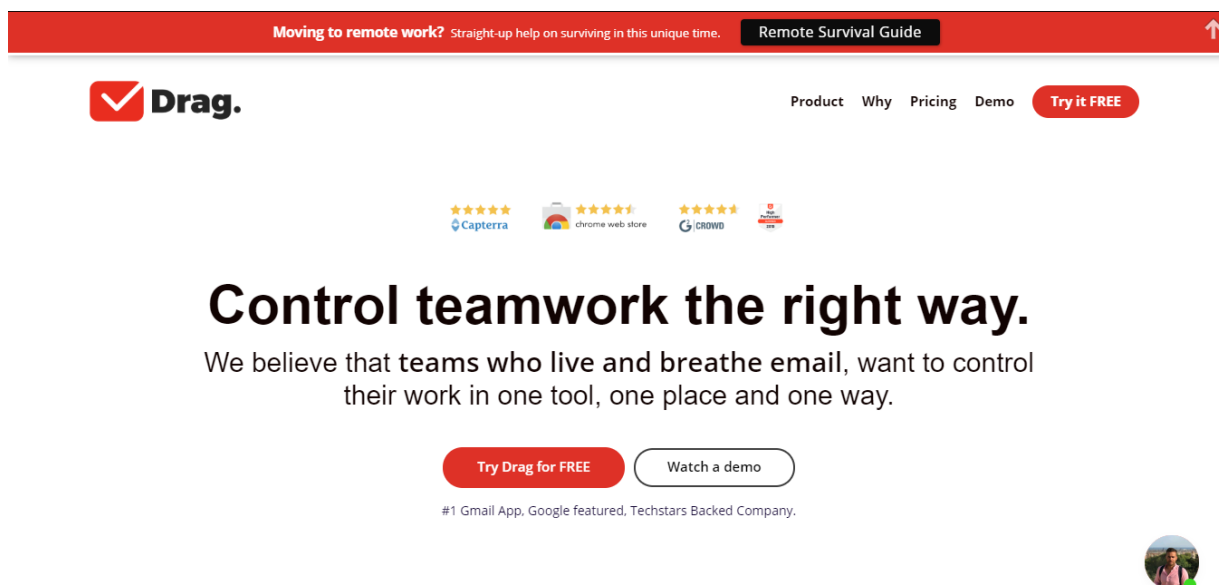 Moving to remote work? Straight-up help on surviving in this unique time. Remote Survival Guide
Drag.
Product Why Pricing Demo Try it FREE
Capterra
chrome web store
G2 CROWD
High
Performer
Control teamwork the right way.
We believe that teams who live and breathe email, want to control
their work in one tool, one place and one way.
Try Drag for FREE Watch a demo
#1 Gmail App, Google featured, Techstars Backed Company.